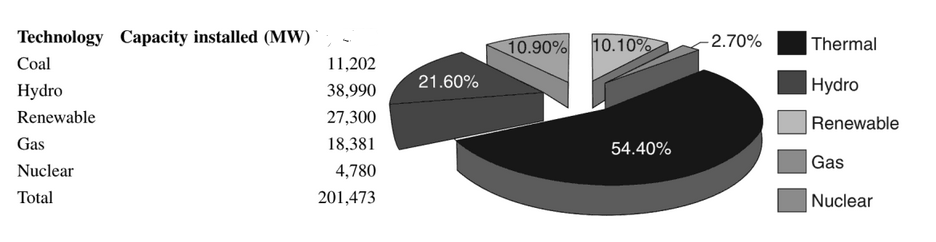 Technology Capacity installed (MW)
Coal 11,202
Hydro 38,990
Renewable 27,300
Gas 18,381
Nuclear 4,780
Total 201,473
10.90%
10.10%
2.70%
21.60%
54.40%
Thermal
Hydro
Renewable
Gas
Nuclear